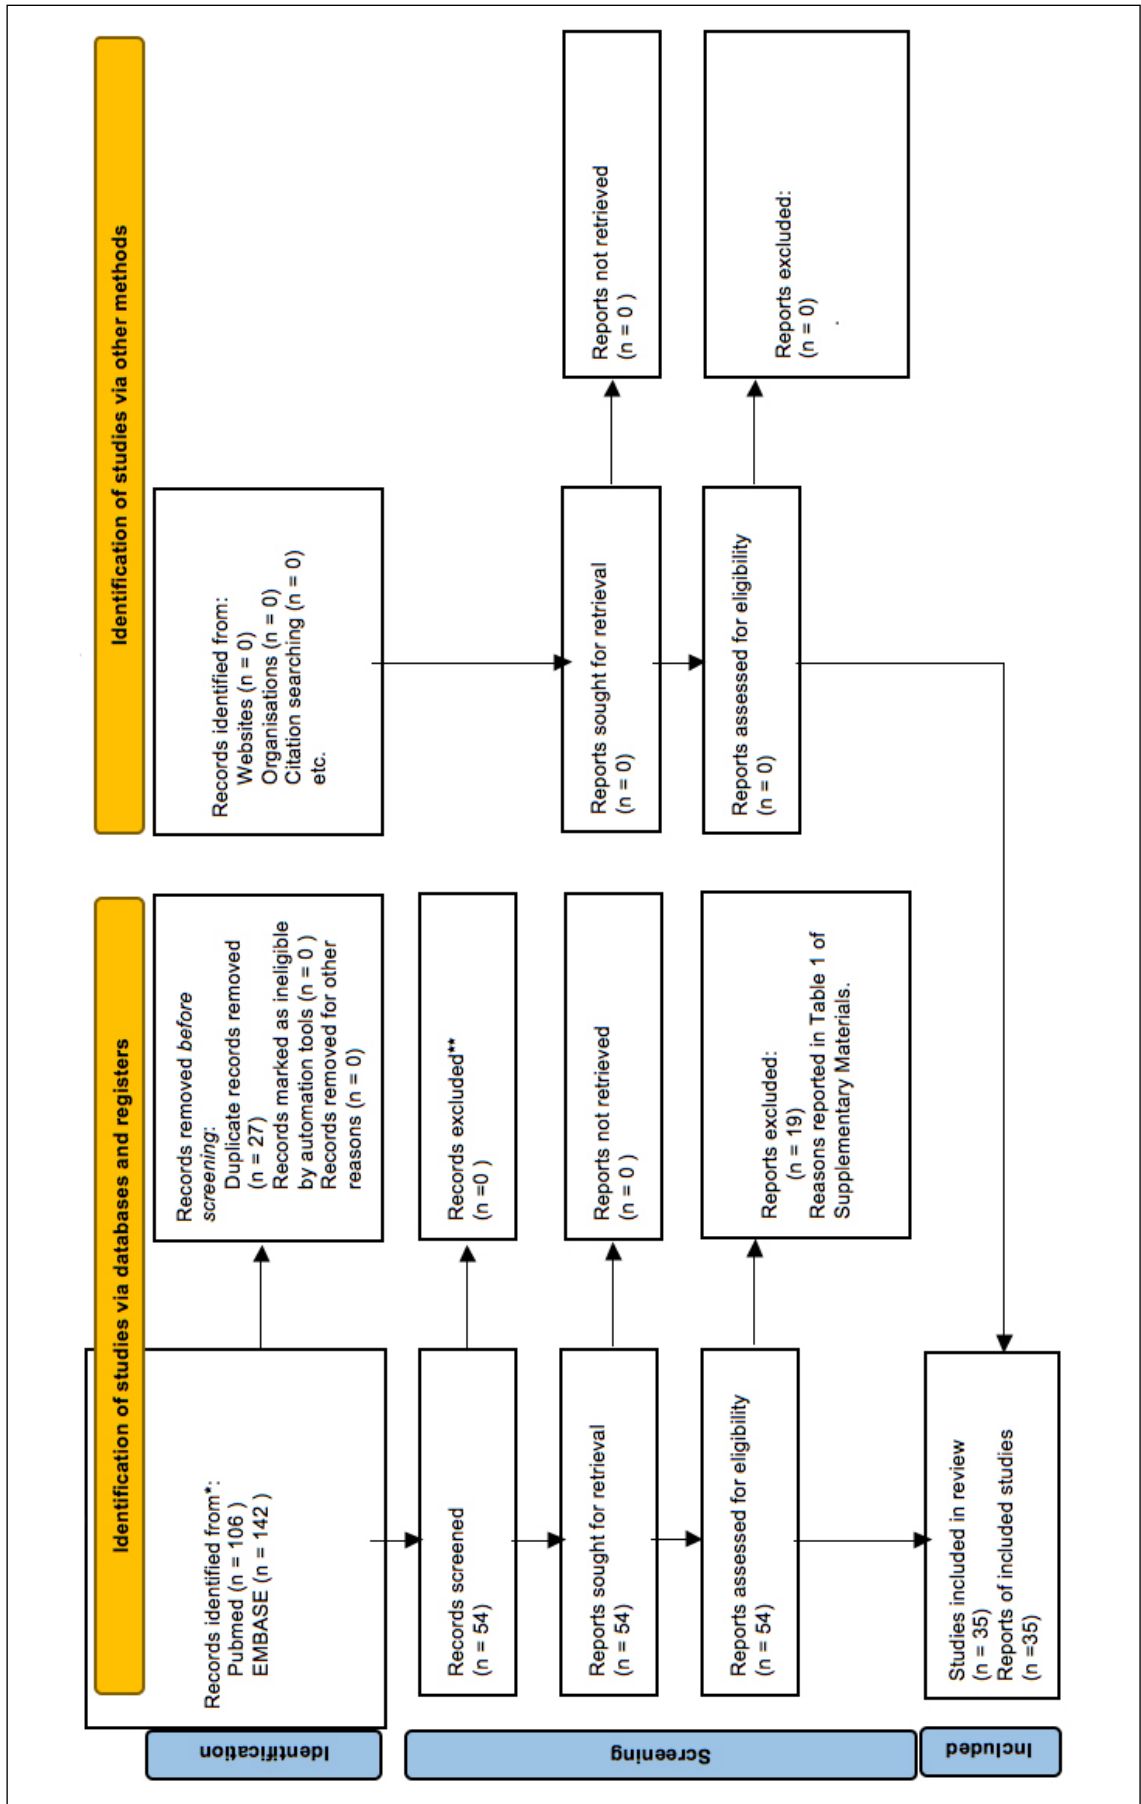 Identification of studies via databases and registers
Identification of studies via other methods
Identification
Records identified from*:
Pubmed (n = 106 )
EMBASE (n = 142 )
Records removed before
screening:
Duplicate records removed
(n = 27)
Records marked as ineligible
by automation tools (n = 0 )
Records removed for other
reasons (n = 0)
Records identified from:
Websites (n = 0)
Organisations (n = 0)
Citation searching (n = 0)
etc.
Screening
Records screened
(n = 54)
Records excluded**
(n =0 )
Reports sought for retrieval
(n = 54)
Reports not retrieved
(n = 0 )
Reports sought for retrieval
(n = 0)
Reports not retrieved
(n = 0 )
Reports assessed for eligibility
(n = 54)
Reports excluded:
(n = 19)
Reasons reported in Table 1 of
Supplementary Materials.
Reports assessed for eligibility
(n = 0)
Reports excluded:
(n = 0)
Included
Studies included in review
(n = 35)
Reports of included studies
(n =35)